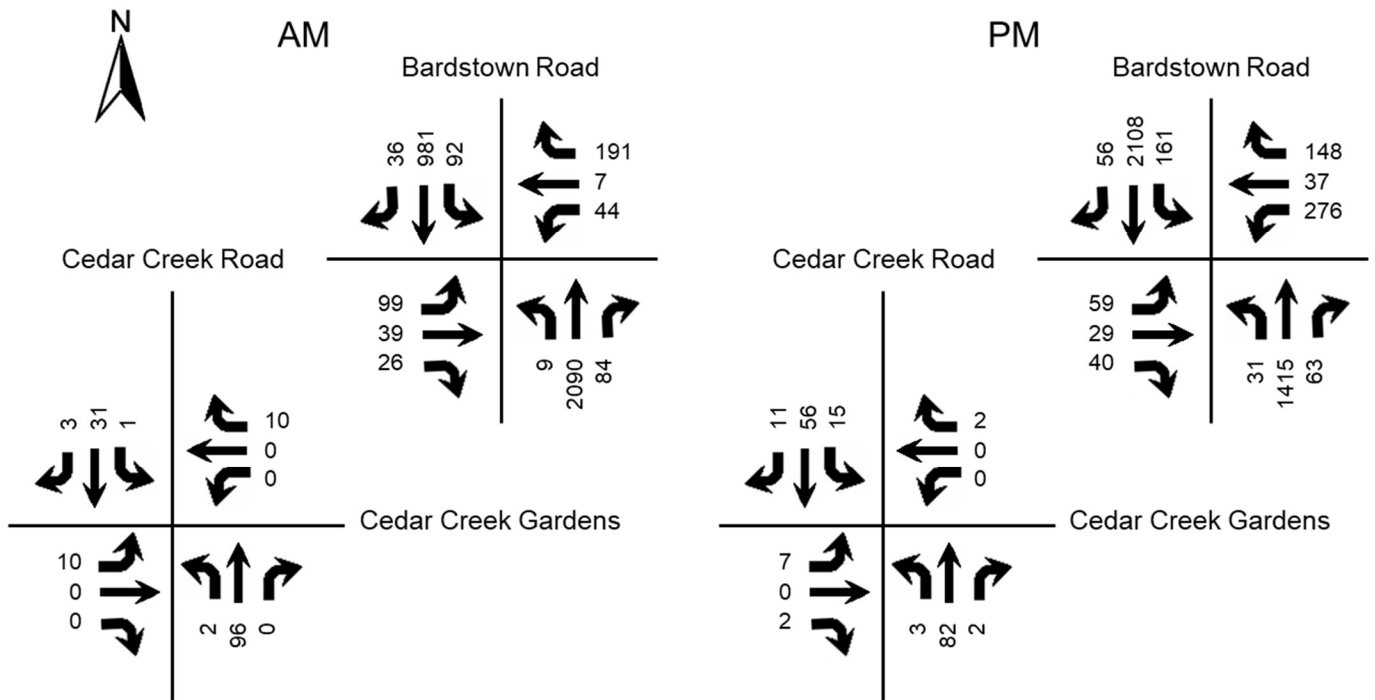 N
AM
PM
Bardstown Road
Bardstown Road
36 981 92
191
7
44
56 2108 161
148
37
276
Cedar Creek Road
Cedar Creek Road
99
39
26
9 2090 84
59
29
40
31 1415 63
3 31 1
10
0
0
11 56 15
2
0
0
Cedar Creek Gardens
Cedar Creek Gardens
10
0
0
2 96 0
7
0
2
3 82 2